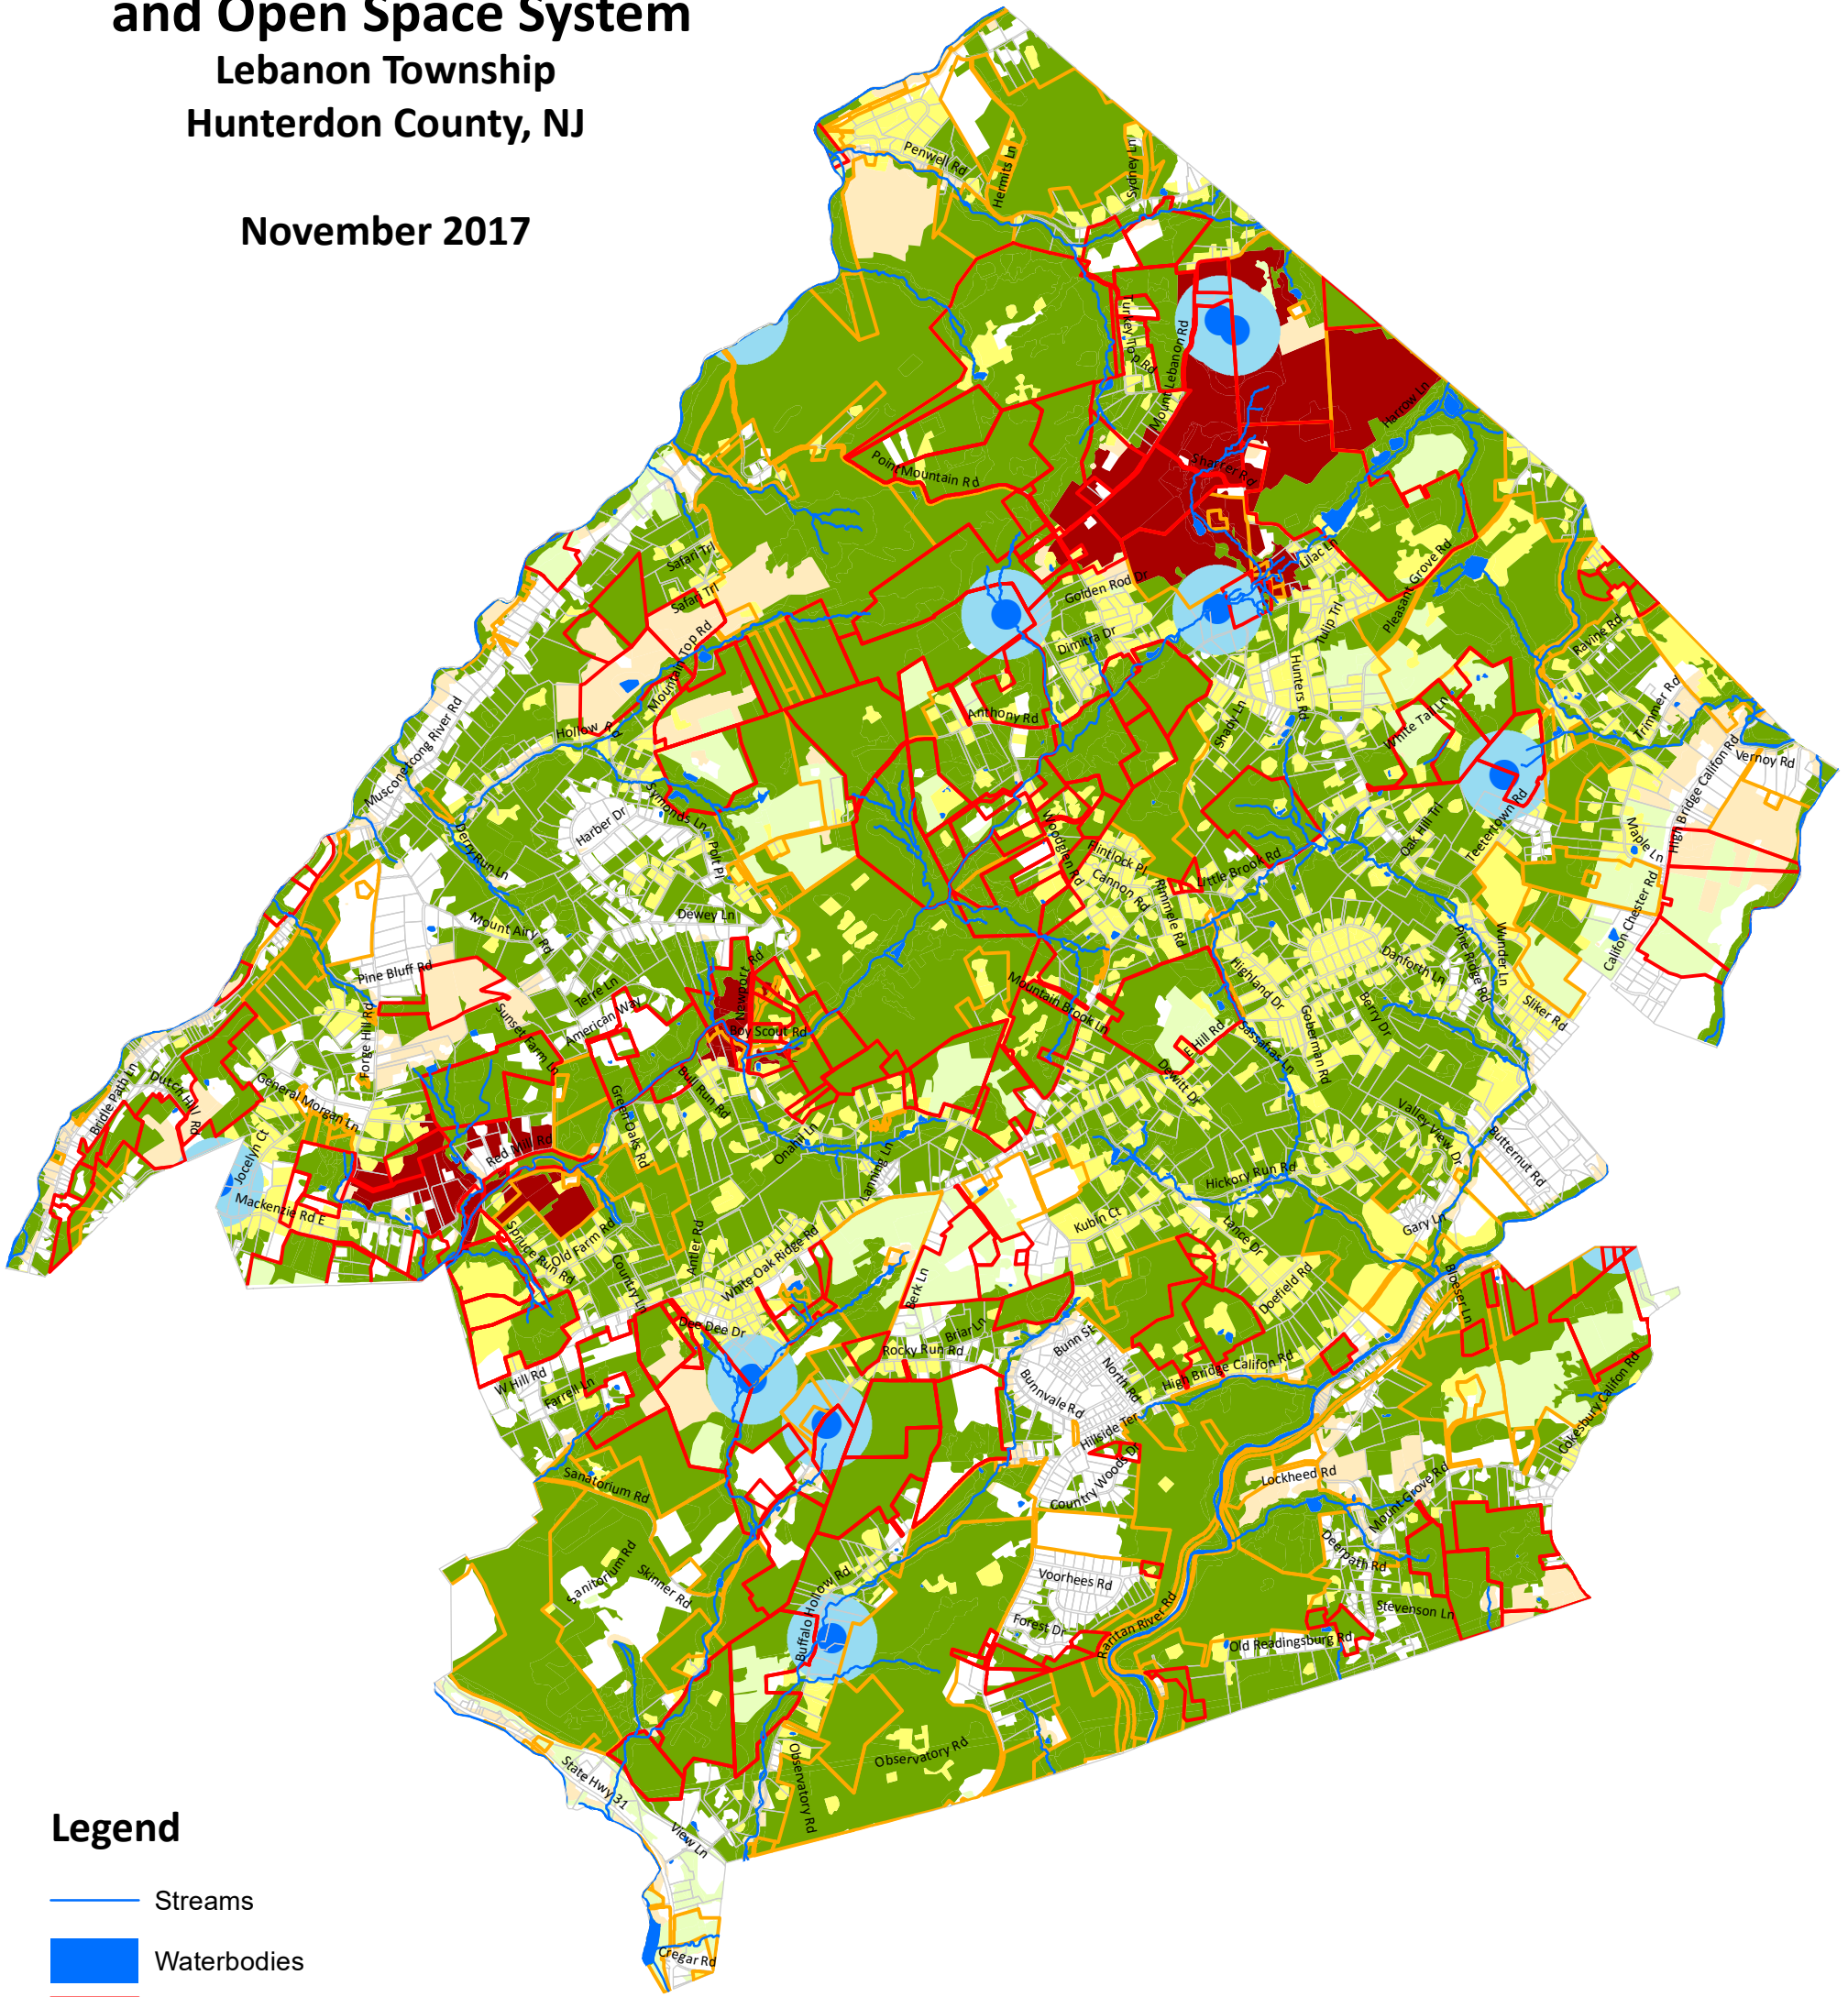 and Open Space System
Lebanon Township
Hunterdon County, NJ
November 2017
Penwell Rd
Hermits Ln
Sydney Ln
Turkey Top Rd
Mount Lebanon Rd
Harrow Ln
Sharrer Rd
Point Mountain Rd
Safari Trl
Safari Trl
Golden Rod Dr
Lilac Ln
Pleasant Grove Rd
Tulip Trl
Dimitra Dr
Ravine Rd
Mountain Top Rd
Hollow Rd
Musconetcong River Rd
Anthony Rd
Shady Ln
Hunters Rd
White Tail Ln
Trimmer Rd
Vernoy Rd
High Bridge Califon Rd
Symonds Ln
Harber Dr
Polt Pl
Derry Run Ln
Woodglen Rd
Flintlock Pl
Cannon Rd
Rimmele Rd
Little Brook Rd
Oak Hill Trl
Teetertown Rd
Maple Ln
Califon Chester Rd
Dewey Ln
Mount Airy Rd
Pine Bluff Rd
Terre Ln
American Way
Newport Rd
Boy Scout Rd
Mountain Brook Ln
Highland Dr
Danforth Ln
Pine Ridge Rd
Wunder Ln
Sliker Rd
Berry Dr
Goberman Rd
Sassafras Ln
E Hill Rd
Dewitt Dr
Sunset Farm Ln
Forge Hill Rd
General Morgan Ln
Dutch Hill Rd
Bridle Path Ln
Jocelyn Ct
Mackenzie Rd E
Red Mill Rd
Green Oaks Rd
Bull Run Rd
Onahil Ln
Lanning Ln
Valley View Dr
Butternut Rd
Hickory Run Rd
Gary Ln
Kubin Ct
Lance Dr
Spruce Run Rd
Old Farm Rd
Country Ln
Antler Rd
White Oak Ridge Rd
Berk Ln
Doefield Rd
Bloeser Ln
Dee Dee Dr
Briar Ln
Rocky Run Rd
Bunn St
North Rd
Bunnvale Rd
High Bridge Califon Rd
W Hill Rd
Farrell Ln
Hillside Ter
Country Woods Dr
Cokesbury Califon Rd
Lockheed Rd
Mount Grove Rd
Sanatorium Rd
Sanitorium Rd
Skinner Rd
Deerpath Rd
Buffalo Hollow Rd
Voorhees Rd
Forest Dr
Raritan River Rd
Stevenson Ln
Old Readingsburg Rd
Observatory Rd
Observatory Rd
State Hwy 31
View Ln
Cregar Rd
Legend
Streams
Waterbodies